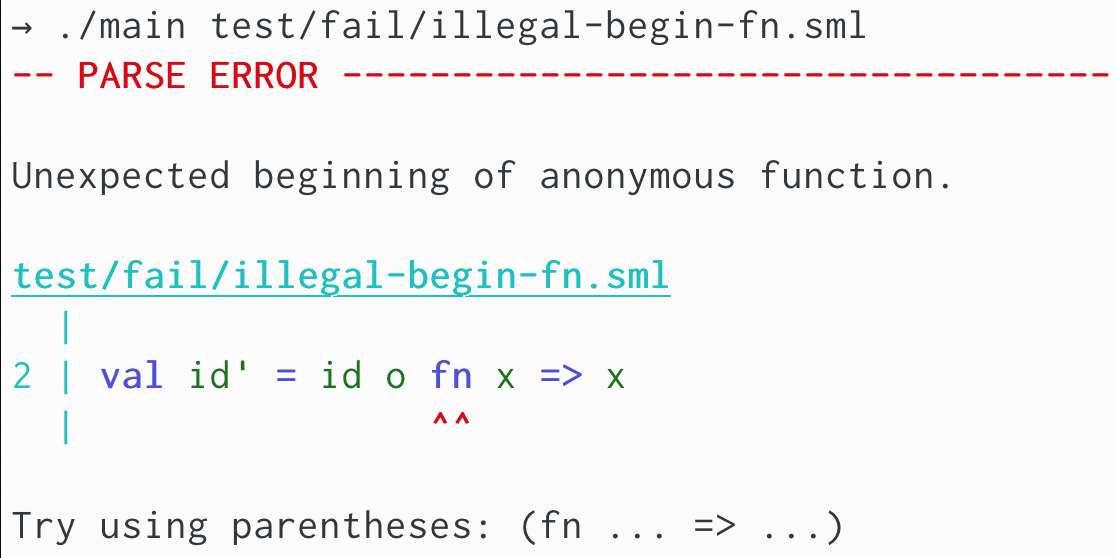 → ./main test/fail/illegal-begin-fn.sml
-- PARSE ERROR -----------------------------------
Unexpected beginning of anonymous function.
test/fail/illegal-begin-fn.sml
  |
2 | val id' = id o fn x => x
  |                ^^
Try using parentheses: (fn ... => ...)